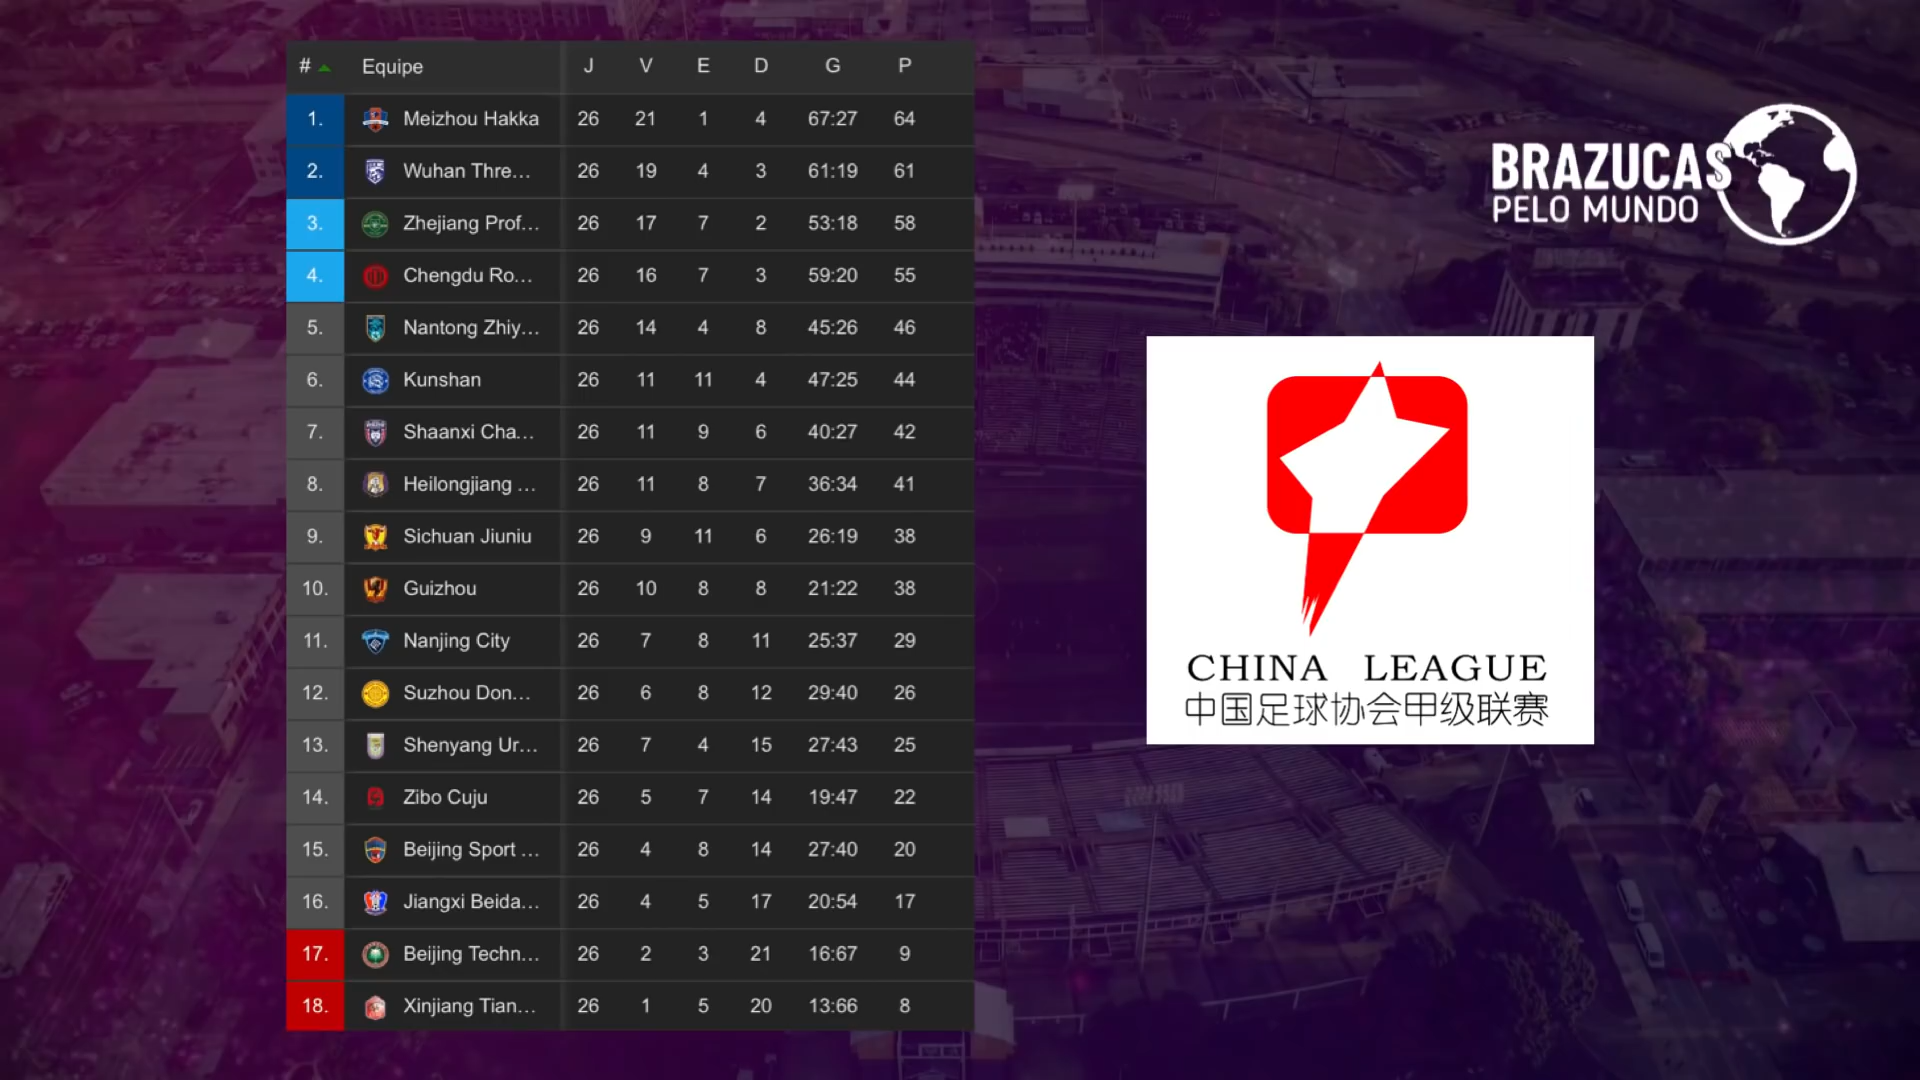 # Equipe J V E D G P
1. Meizhou Hakka 26 21 1 4 67:27 64
2. Wuhan Thre... 26 19 4 3 61:19 61
3. Zhejiang Prof... 26 17 7 2 53:18 58
4. Chengdu Ro... 26 16 7 3 59:20 55
5. Nantong Zhiy... 26 14 4 8 45:26 46
6. Kunshan 26 11 11 4 47:25 44
7. Shaanxi Cha... 26 11 9 6 40:27 42
8. Heilongjiang ... 26 11 8 7 36:34 41
9. Sichuan Jiuniu 26 9 11 6 26:19 38
10. Guizhou 26 10 8 8 21:22 38
11. Nanjing City 26 7 8 11 25:37 29
12. Suzhou Don... 26 6 8 12 29:40 26
13. Shenyang Ur... 26 7 4 15 27:43 25
14. Zibo Cuju 26 5 7 14 19:47 22
15. Beijing Sport ... 26 4 8 14 27:40 20
16. Jiangxi Beida... 26 4 5 17 20:54 17
17. Beijing Techn... 26 2 3 21 16:67 9
18. Xinjiang Tian... 26 1 5 20 13:66 8
BRAZUCAS
PELO MUNDO
CHINA LEAGUE
中国足球协会甲级联赛